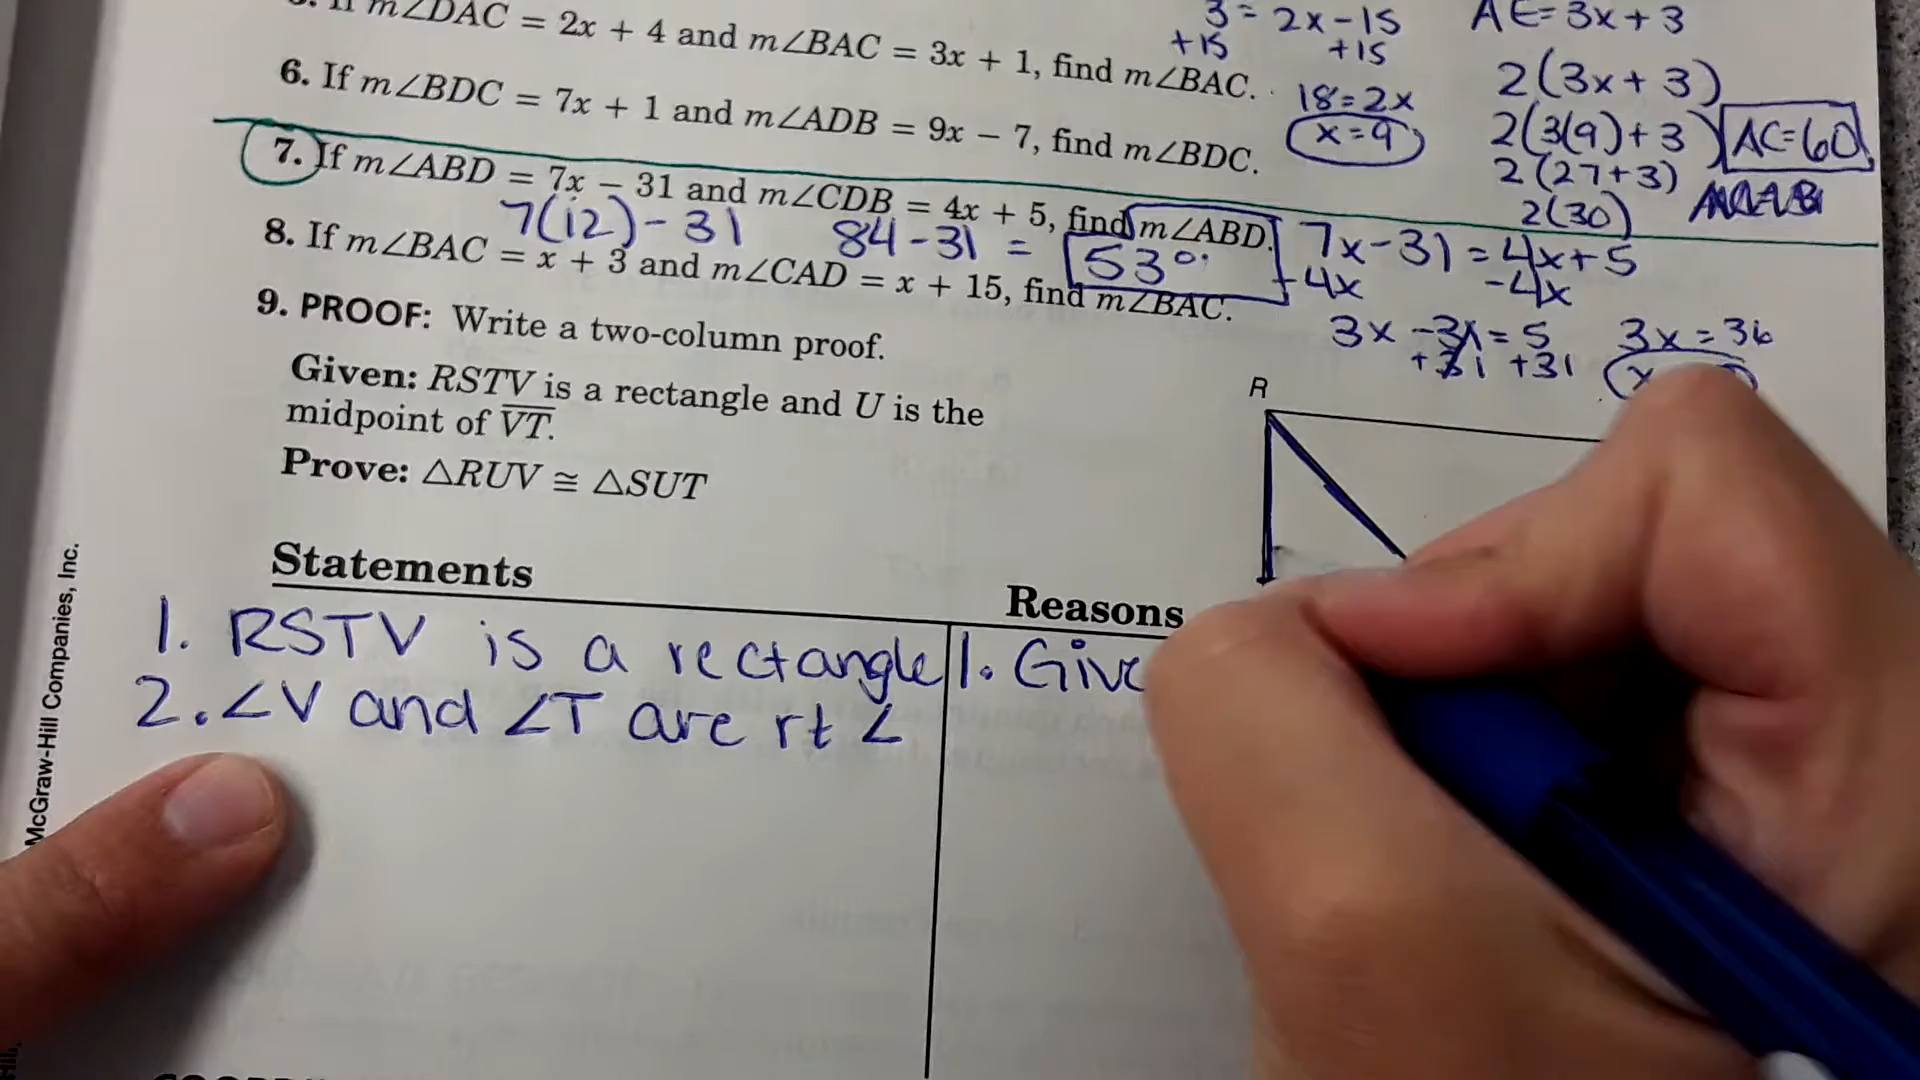 If m∠DAC = 2x + 4 and m∠BAC = 3x + 1, find m∠BAC.
3 = 2x - 15
+15 +15
18 = 2x
x = 9
AE = 3x + 3
2(3x + 3)
2(3(9) + 3)
2(27 + 3)
2(30)
AC = 60
6. If m∠BDC = 7x + 1 and m∠ADB = 9x − 7, find m∠BDC.
7. If m∠ABD = 7x − 31 and m∠CDB = 4x + 5, find m∠ABD.
7(12) - 31 84 - 31 = 53°
7x - 31 = 4x + 5
-4x -4x
3x - 31 = 5 3x = 36
+31 +31
8. If m∠BAC = x + 3 and m∠CAD = x + 15, find m∠BAC.
9. PROOF: Write a two-column proof.
Given: RSTV is a rectangle and U is the
midpoint of V̅T̅.
Prove: △RUV ≅ △SUT
R
Statements Reasons
1. RSTV is a rectangle 1. Give
2. ∠V and ∠T are rt ∠
McGraw-Hill Companies, Inc.